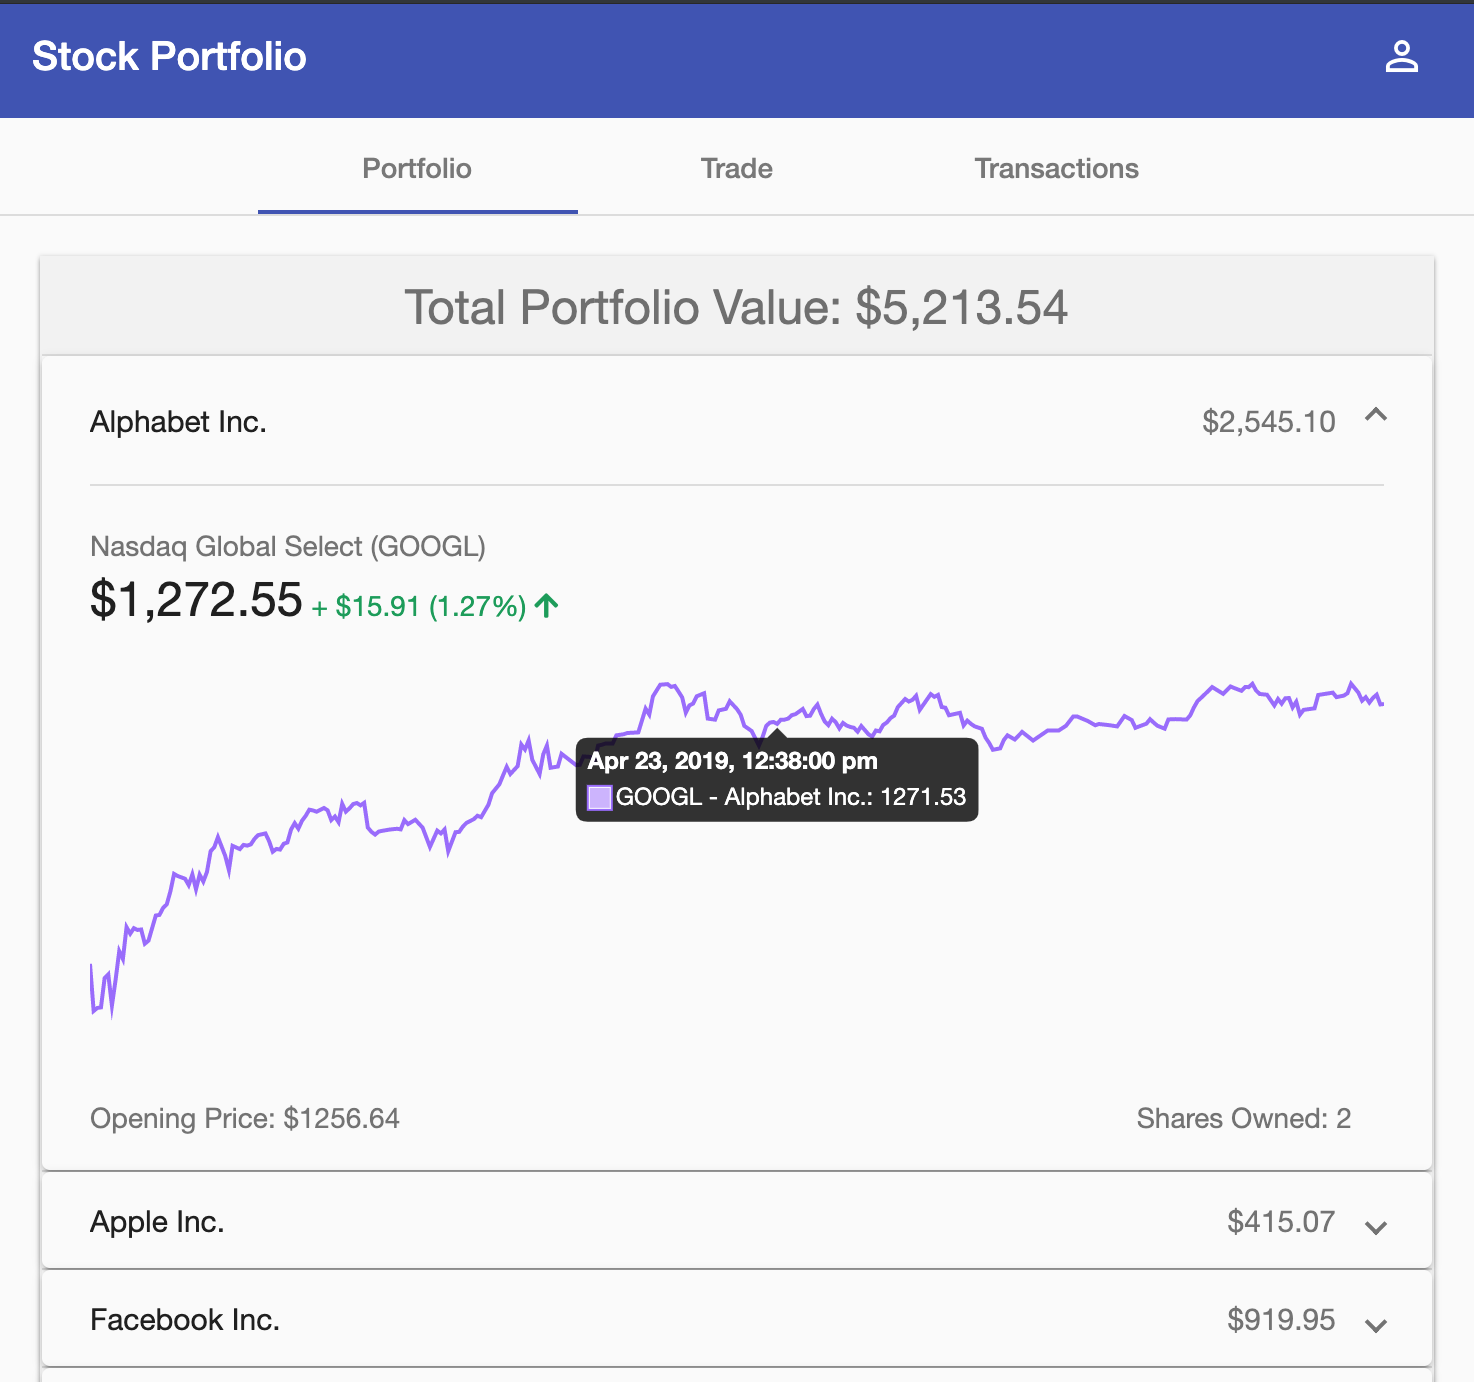 Stock Portfolio
Portfolio Trade Transactions
Total Portfolio Value: $5,213.54
Alphabet Inc. $2,545.10
Nasdaq Global Select (GOOGL)
$1,272.55 + $15.91 (1.27%)
Apr 23, 2019, 12:38:00 pm
GOOGL - Alphabet Inc.: 1271.53
Opening Price: $1256.64 Shares Owned: 2
Apple Inc. $415.07
Facebook Inc. $919.95